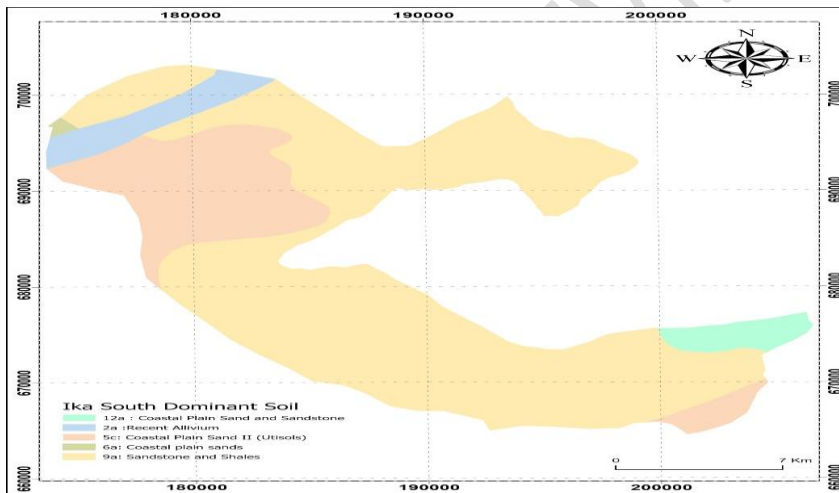 180000 190000 200000
N
W E
S
700000 700000
690000 690000
680000 680000
670000 670000
660000 660000
Ika South Dominant Soil
12a : Coastal Plain Sand and Sandstone
2a :Recent Allivium
5c: Coastal Plain Sand II (Utisols)
6a: Coastal plain sands
9a: Sandstone and Shales
0 7 Km
180000 190000 200000